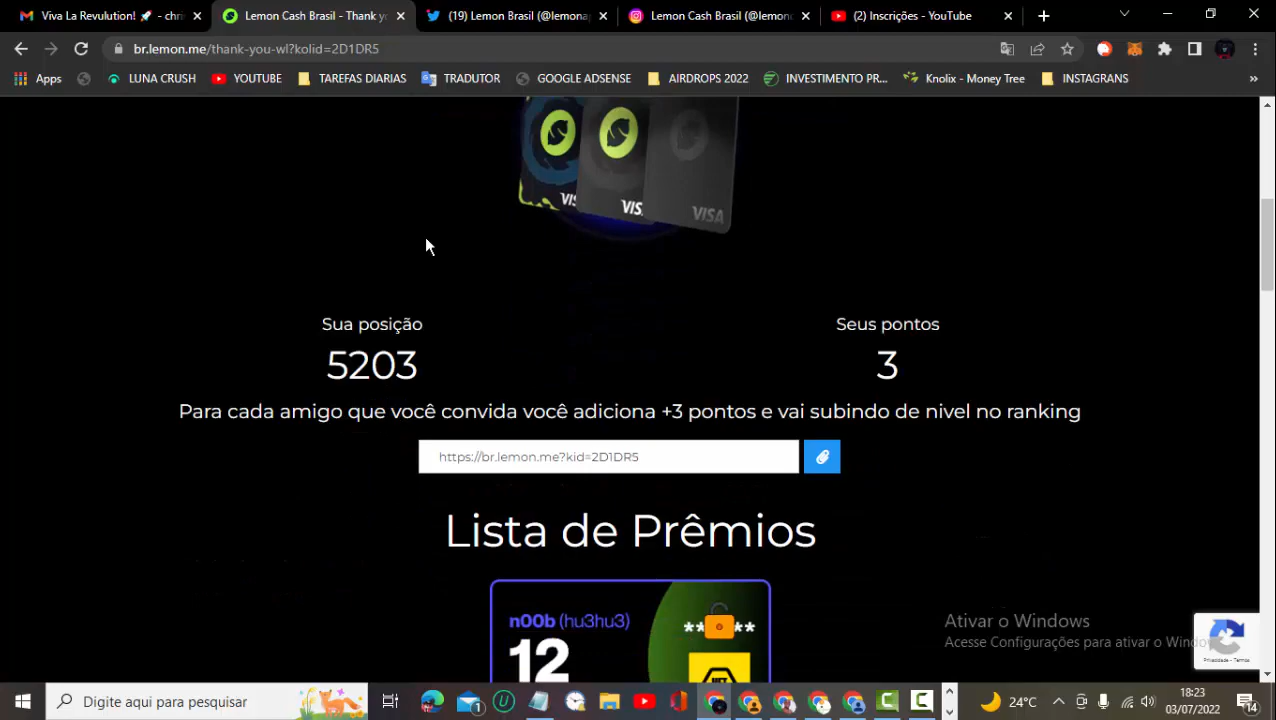 Viva La Revulution! 🚀 - chri
Lemon Cash Brasil - Thank y
(19) Lemon Brasil (@lemona
Lemon Cash Brasil (@lemon
(2) Inscrições - YouTube
br.lemon.me/thank-you-wl?kolid=2D1DR5
Apps
LUNA CRUSH
YOUTUBE
TAREFAS DIARIAS
TRADUTOR
GOOGLE ADSENSE
AIRDROPS 2022
INVESTIMENTO PR...
Knolix - Money Tree
INSTAGRANS
VISA
Sua posição
Seus pontos
5203
3
Para cada amigo que você convida você adiciona +3 pontos e vai subindo de nivel no ranking
https://br.lemon.me?kid=2D1DR5
Lista de Prêmios
n00b (hu3hu3)
12
****
Ativar o Windows
Acesse Configurações para ativar o Windo
Privacidade - Termos
Digite aqui para pesquisar
1
24°C
18:23
03/07/2022
14